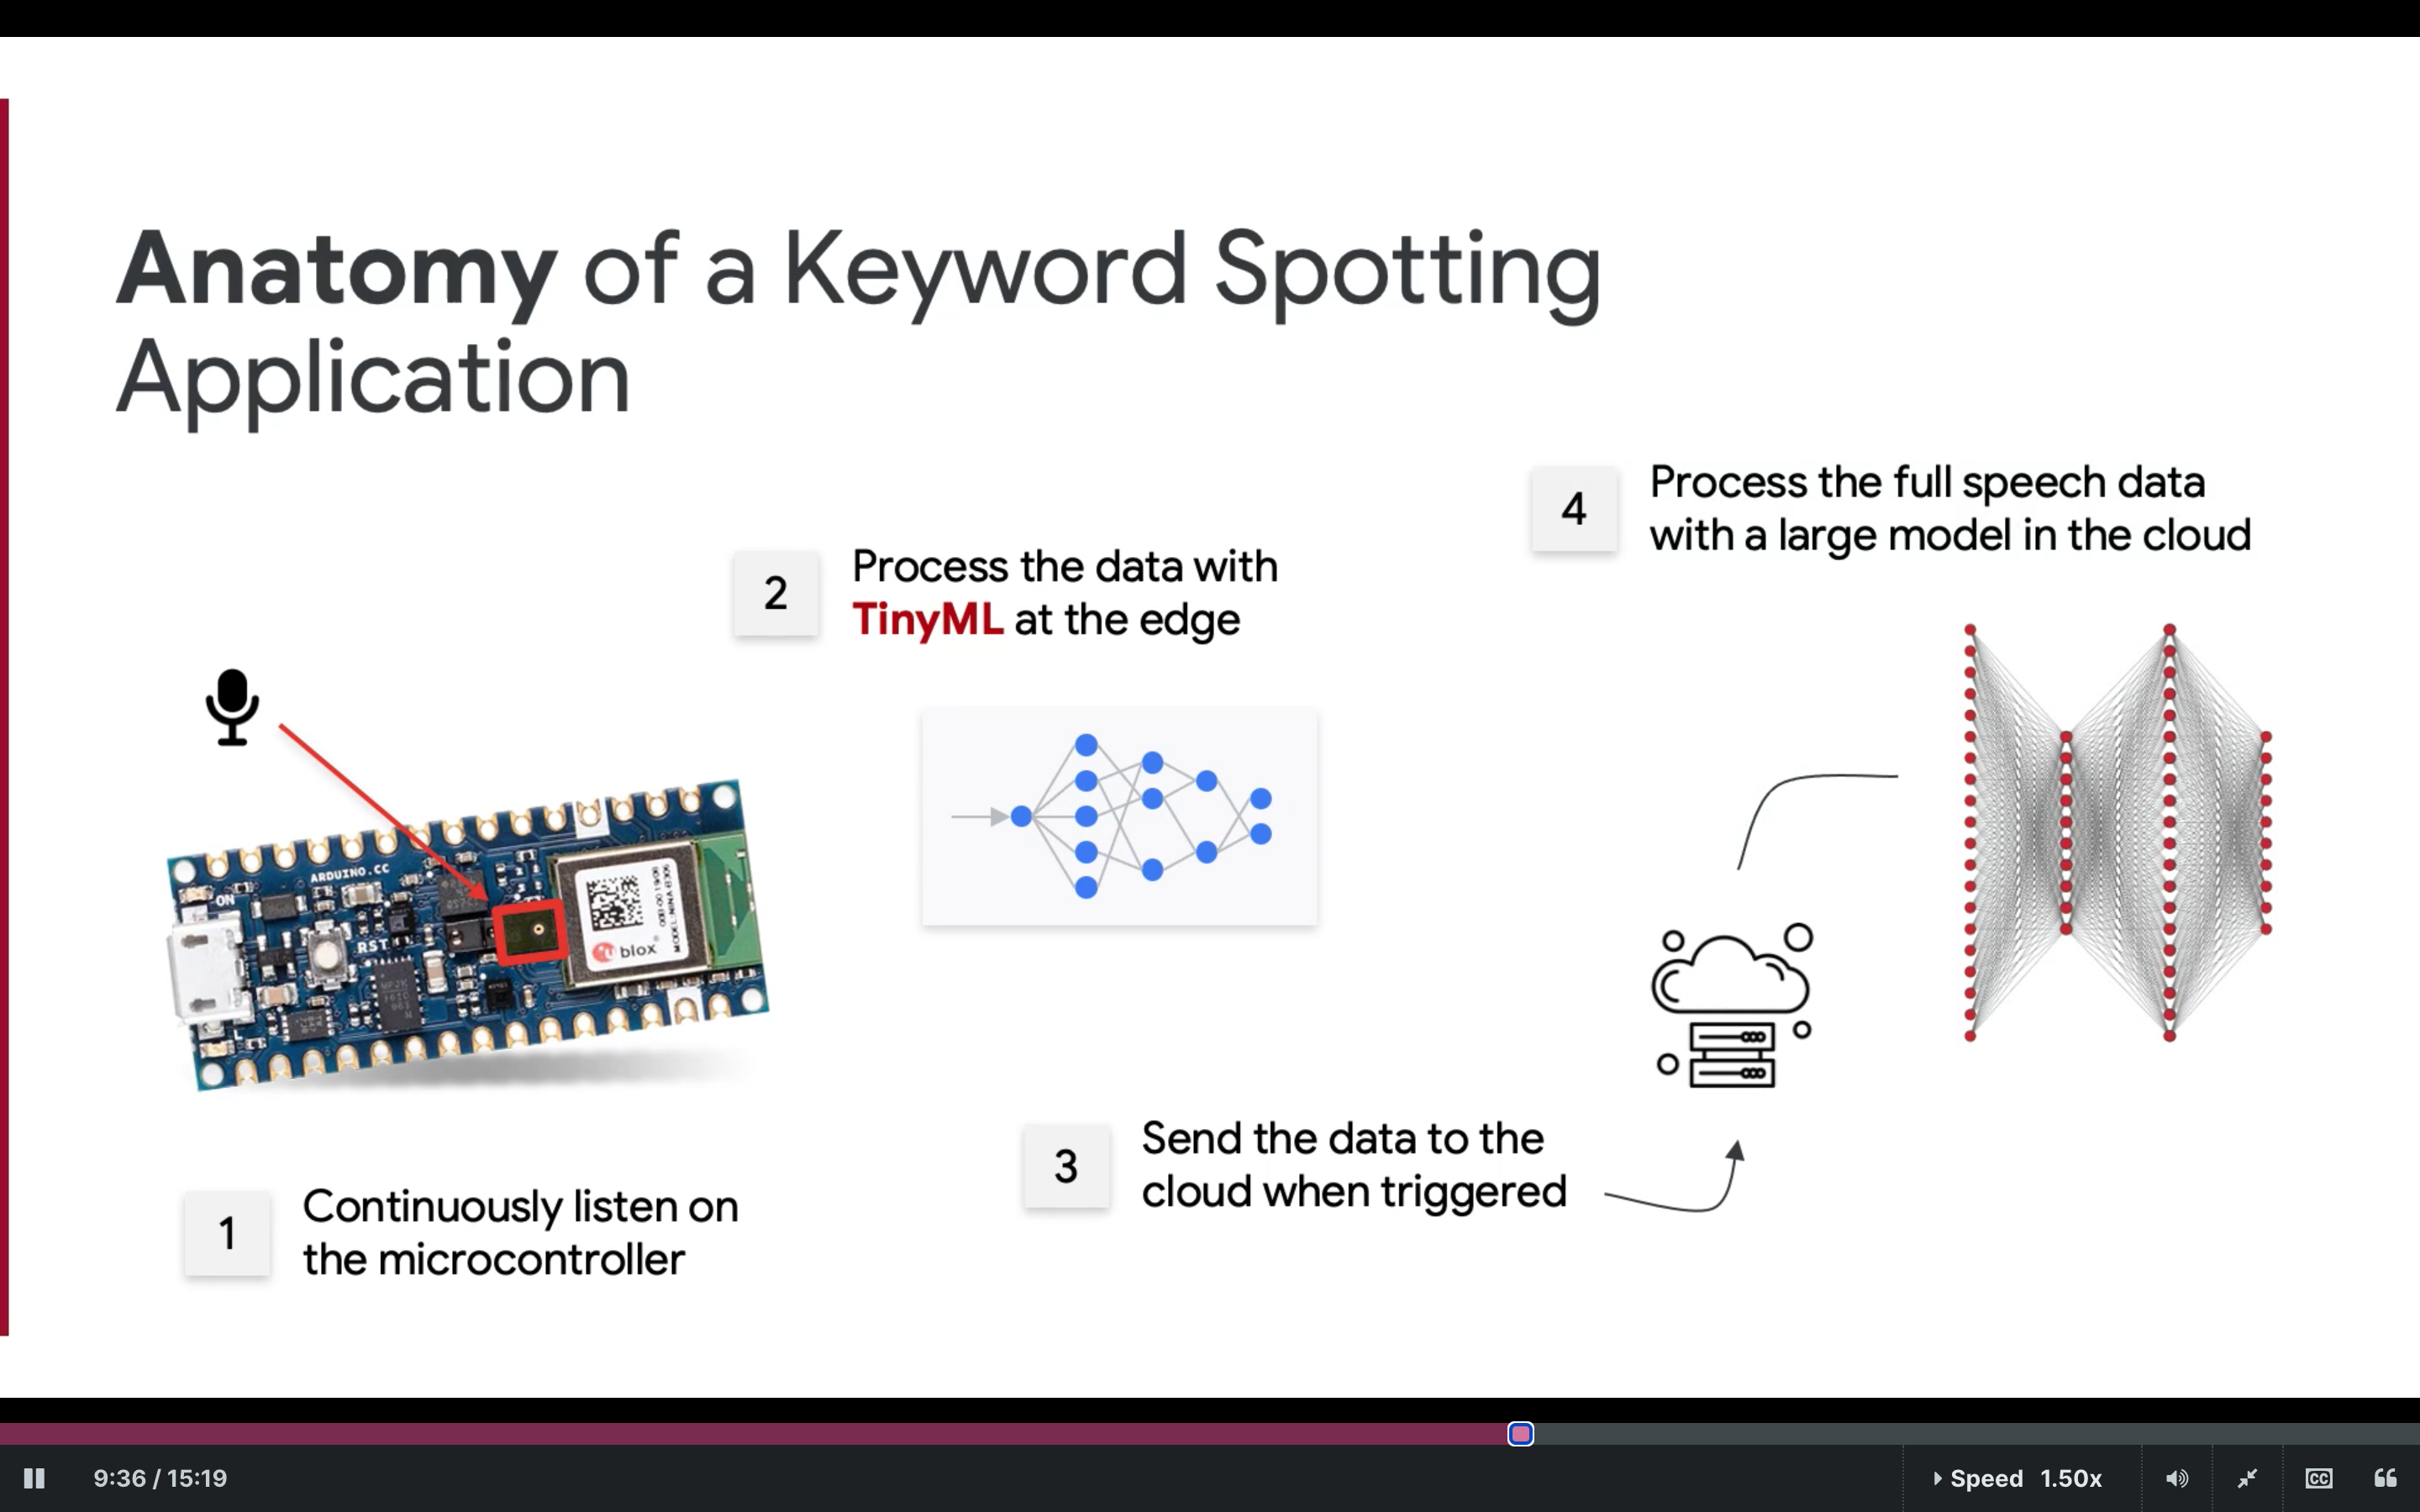 Anatomy of a Keyword Spotting
Application
4
Process the full speech data
with a large model in the cloud
2
Process the data with
TinyML at the edge
ARDUINO.CC
ON
RST
blox
3
Send the data to the
cloud when triggered
1
Continuously listen on
the microcontroller
9:36 / 15:19
Speed 1.50x
CC